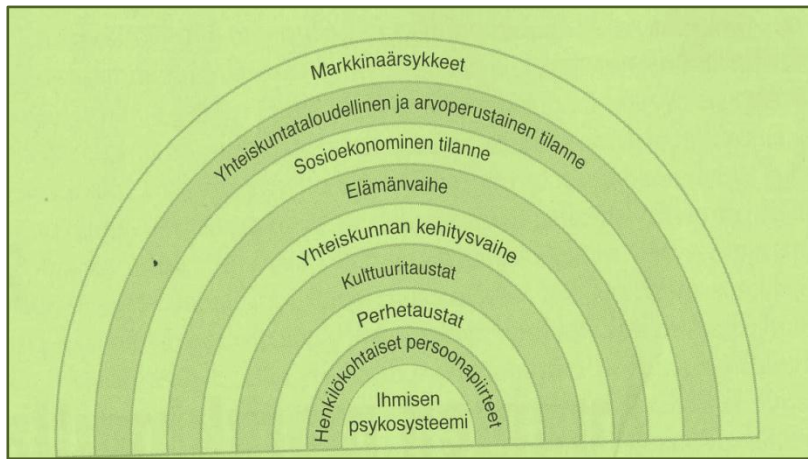 Markkinaärsykkeet
Yhteiskuntataloudellinen ja arvoperustainen tilanne
Sosioekonominen tilanne
Elämänvaihe
Yhteiskunnan kehitysvaihe
Kulttuuritaustat
Perhetaustat
Henkilökohtaiset persoonapiirteet
Ihmisen
psykosysteemi